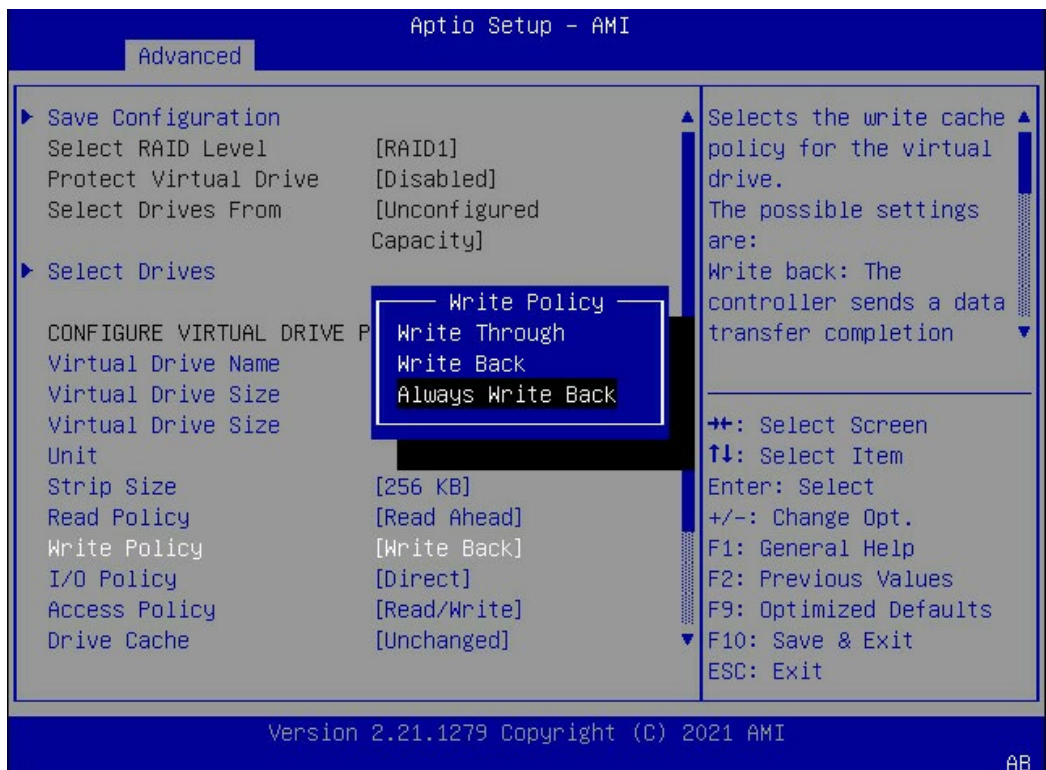 Aptio Setup – AMI
Advanced
Save Configuration
Select RAID Level [RAID1]
Protect Virtual Drive [Disabled]
Select Drives From [Unconfigured
Capacity]
Select Drives
CONFIGURE VIRTUAL DRIVE P
Virtual Drive Name
Virtual Drive Size
Virtual Drive Size
Unit
Strip Size [256 KB]
Read Policy [Read Ahead]
Write Policy [Write Back]
I/O Policy [Direct]
Access Policy [Read/Write]
Drive Cache [Unchanged]
Write Policy
Write Through
Write Back
Always Write Back
Selects the write cache
policy for the virtual
drive.
The possible settings
are:
Write back: The
controller sends a data
transfer completion
→←: Select Screen
↑↓: Select Item
Enter: Select
+/-: Change Opt.
F1: General Help
F2: Previous Values
F9: Optimized Defaults
F10: Save & Exit
ESC: Exit
Version 2.21.1279 Copyright (C) 2021 AMI
AB